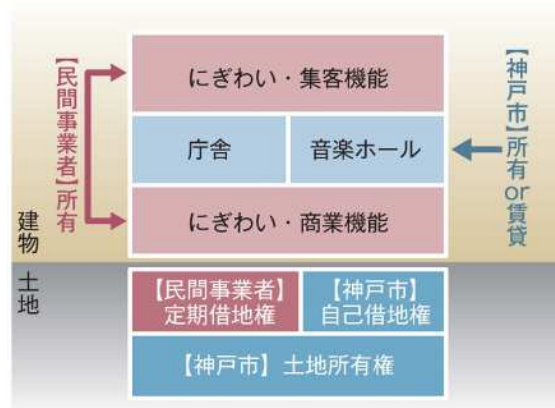 【民間事業者】所有
にぎわい・集客機能
庁舎
音楽ホール
にぎわい・商業機能
【神戸市】所有or賃貸
建物
土地
【民間事業者】
定期借地権
【神戸市】
自己借地権
【神戸市】土地所有権